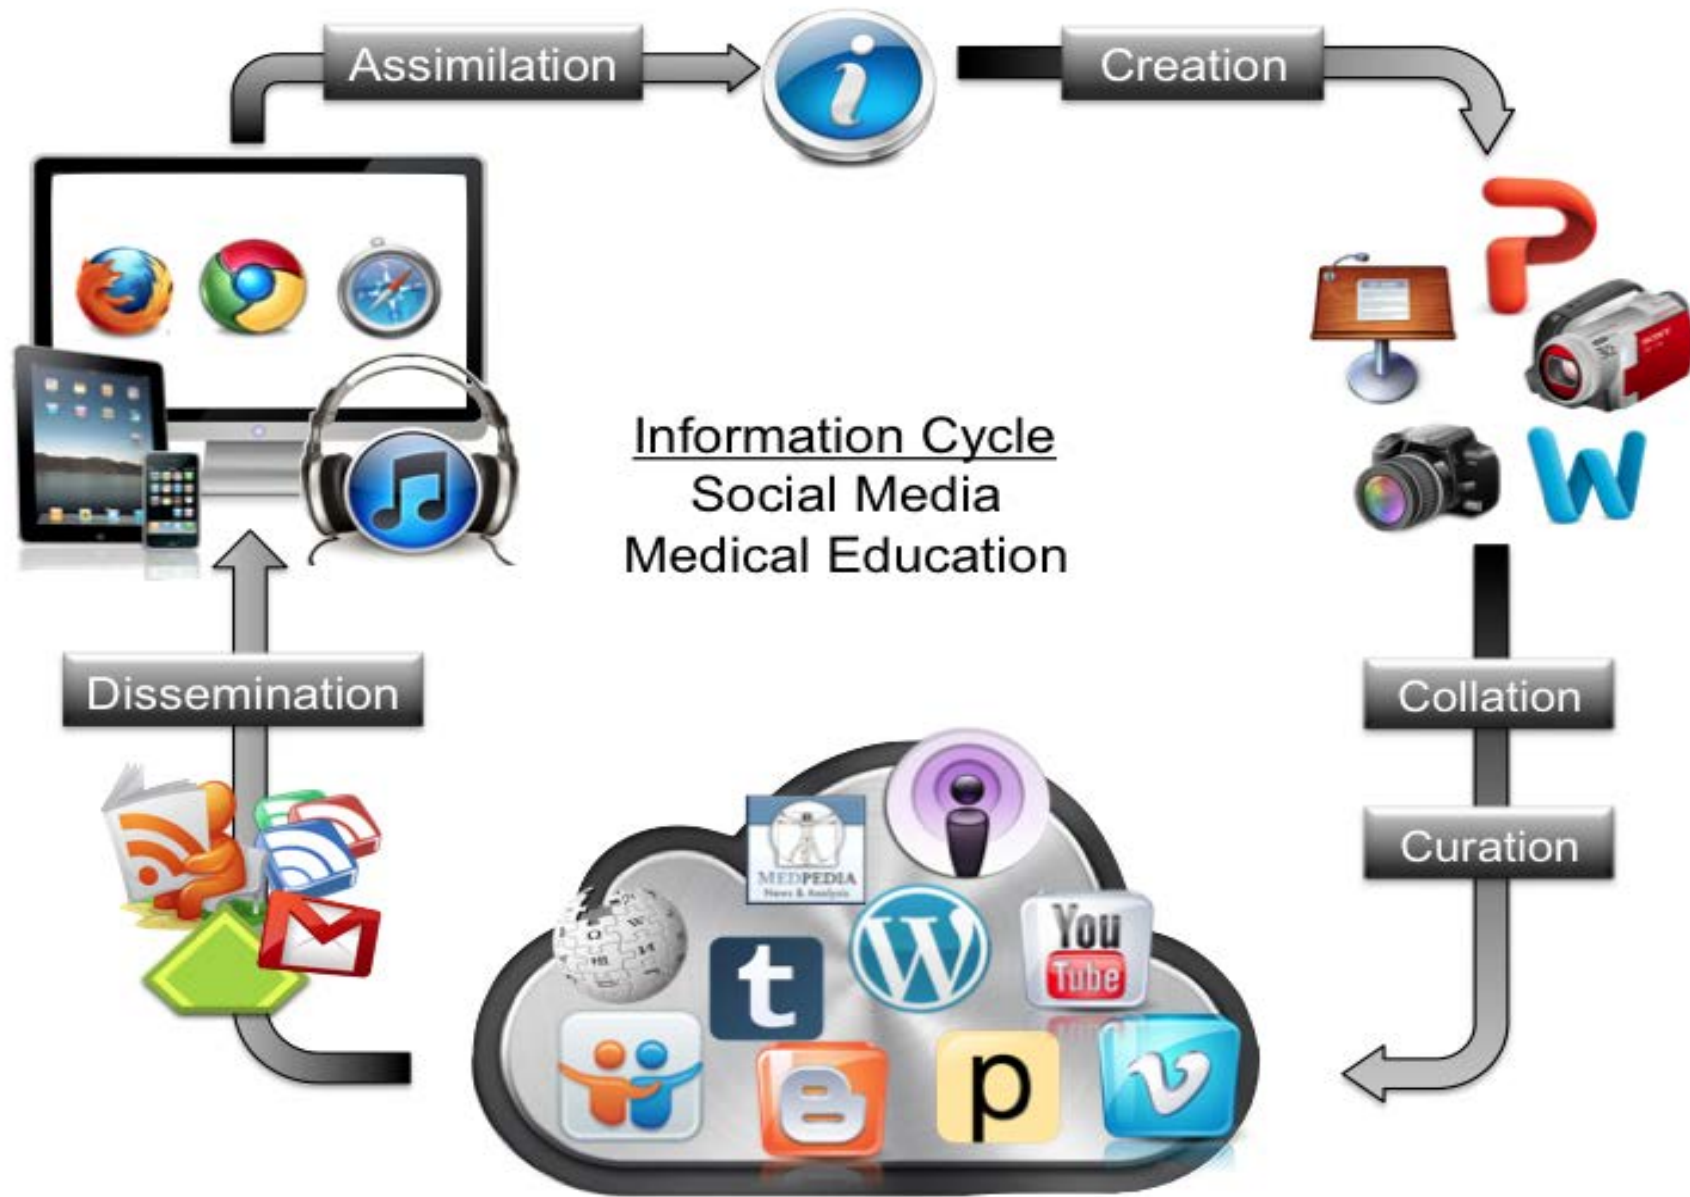 Assimilation
Creation
Information Cycle
Social Media
Medical Education
Dissemination
Collation
Curation
MEDPEDIA
News & Analysis
You
Tube
t
p